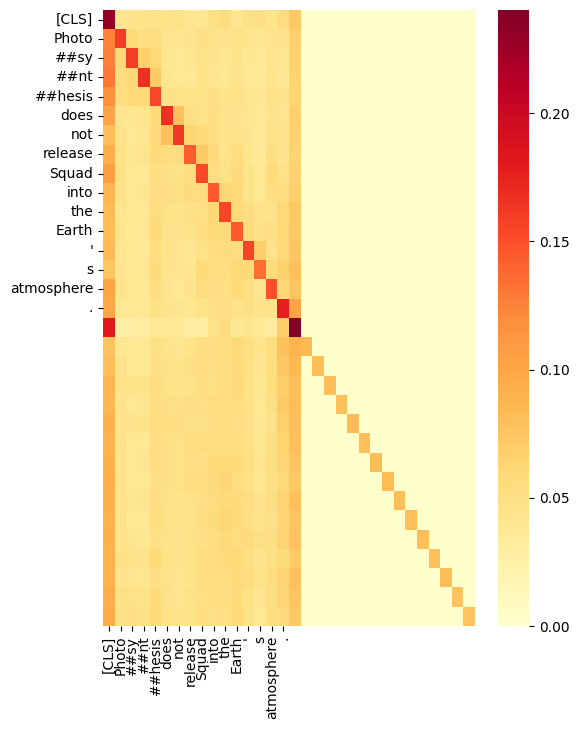 [CLS]
Photo
##sy
##nt
##hesis
does
not
release
Squad
into
the
Earth
'
s
atmosphere
.
[CLS]
Photo
##sy
##nt
##hesis
does
not
release
Squad
into
the
Earth
'
s
atmosphere
.
0.20
0.15
0.10
0.05
0.00